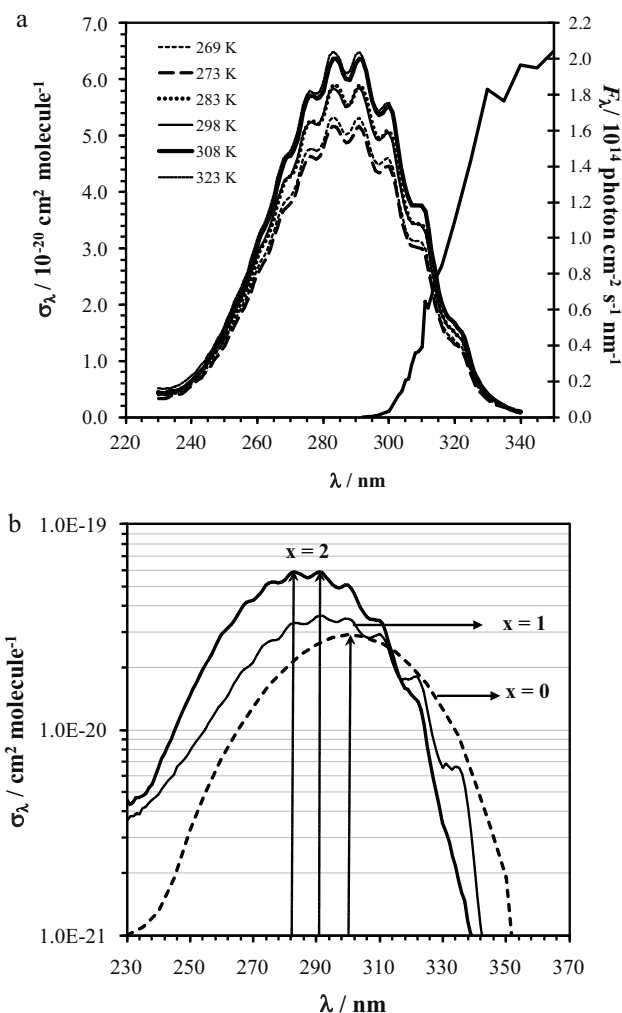 a
7.0
6.0
5.0
4.0
3.0
2.0
1.0
0.0
σλ / 10-20 cm2 molecule-1
269 K
273 K
283 K
298 K
308 K
323 K
2.2
2.0
1.8
1.6
1.4
1.2
1.0
0.8
0.6
0.4
0.2
0.0
Fλ/ 1014 photon cm-2 s-1 nm-1
220 240 260 280 300 320 340
λ / nm
b
1.0E-19
1.0E-20
1.0E-21
σλ / cm2 molecule-1
x = 2
x = 1
x = 0
230 250 270 290 310 330 350 370
λ / nm